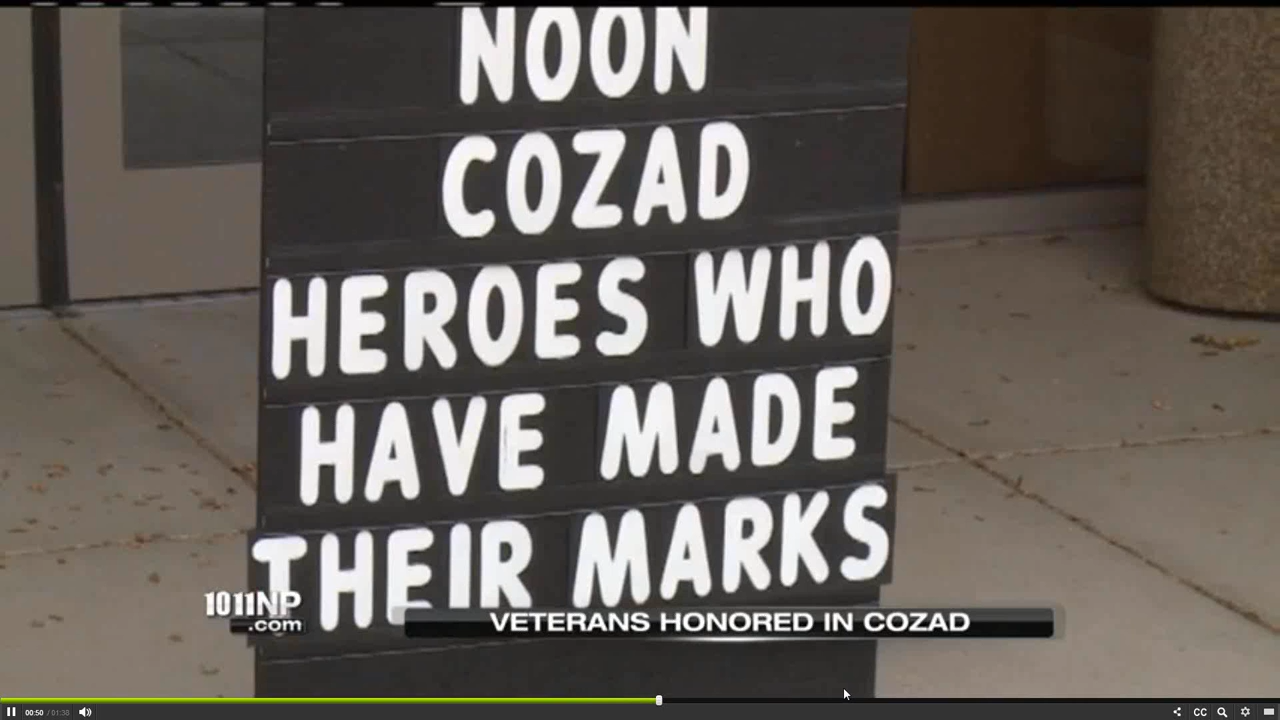 NOON
COZAD
HEROES WHO
HAVE MADE
THEIR MARKS
1011NP
.com
VETERANS HONORED IN COZAD
00:50 / 01:38
CC